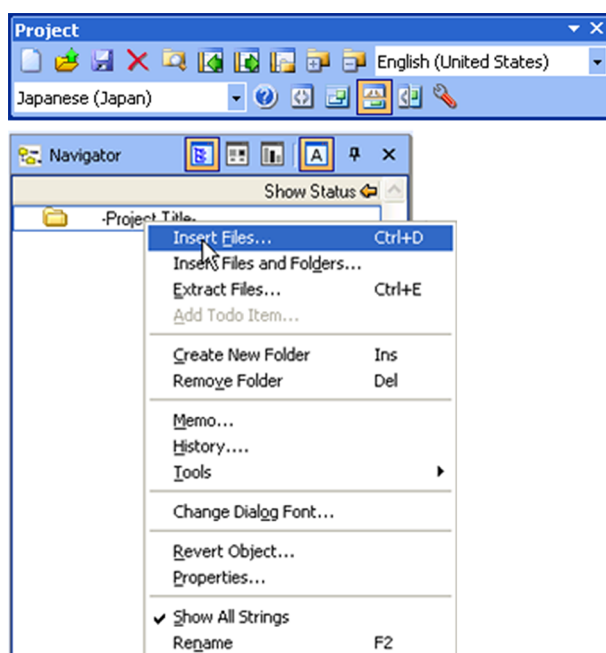 Project
English (United States)
Japanese (Japan)
Navigator
A
Show Status
-Project Title-
Insert Files... Ctrl+D
Insert Files and Folders...
Extract Files... Ctrl+E
Add Todo Item...
Create New Folder Ins
Remove Folder Del
Memo...
History....
Tools
Change Dialog Font...
Revert Object...
Properties...
Show All Strings
Rename F2